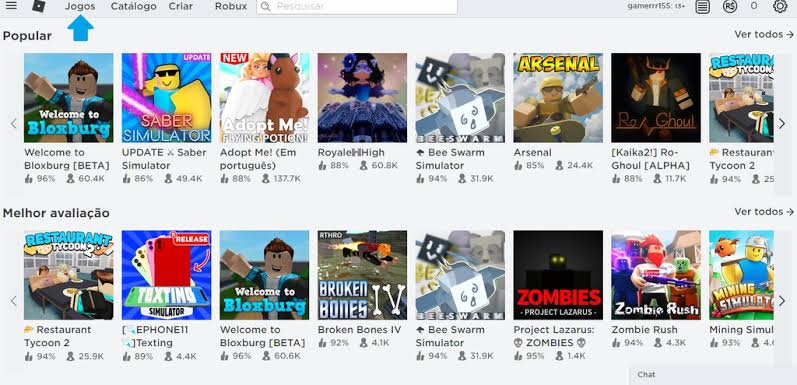 Jogos Catálogo Criar Robux Pesquisar gamerrr155: 13+ R$ 0
Popular Ver todos →
Welcome to Bloxburg
UPDATE SABER SIMULATOR
NEW Adopt Me! FLYING POTION!
BEE SWARM
ARSENAL
Ro-Ghoul
RESTAURANT TYCOON 2
Welcome to Bloxburg [BETA]
96% 60.4K
UPDATE ⚔ Saber Simulator
86% 49.4K
Adopt Me! (Em português)
88% 137.7K
Royale High
88% 60.8K
Bee Swarm Simulator
94% 31.9K
Arsenal
85% 24.4K
[Kaika2!] Ro-Ghoul [ALPHA]
88% 11.7K
Restaurant Tycoon 2
94% 25
Melhor avaliação Ver todos →
RESTAURANT TYCOON 2
RELEASE TEXTING SIMULATOR
Welcome to Bloxburg
RTHRO BROKEN BONES IV
BEE SWARM
ZOMBIES - PROJECT LAZARUS -
Zombie Rush
MINING SIMULATOR
Restaurant Tycoon 2
94% 25.9K
[EPHONE11]Texting Simulator
89% 4.4K
Welcome to Bloxburg [BETA]
96% 60.6K
Broken Bones IV
92% 4.1K
Bee Swarm Simulator
94% 31.9K
Project Lazarus: 💀 ZOMBIES 💀
95% 1.4K
Zombie Rush
94% 4.3K
Mining Simul
93%
Chat